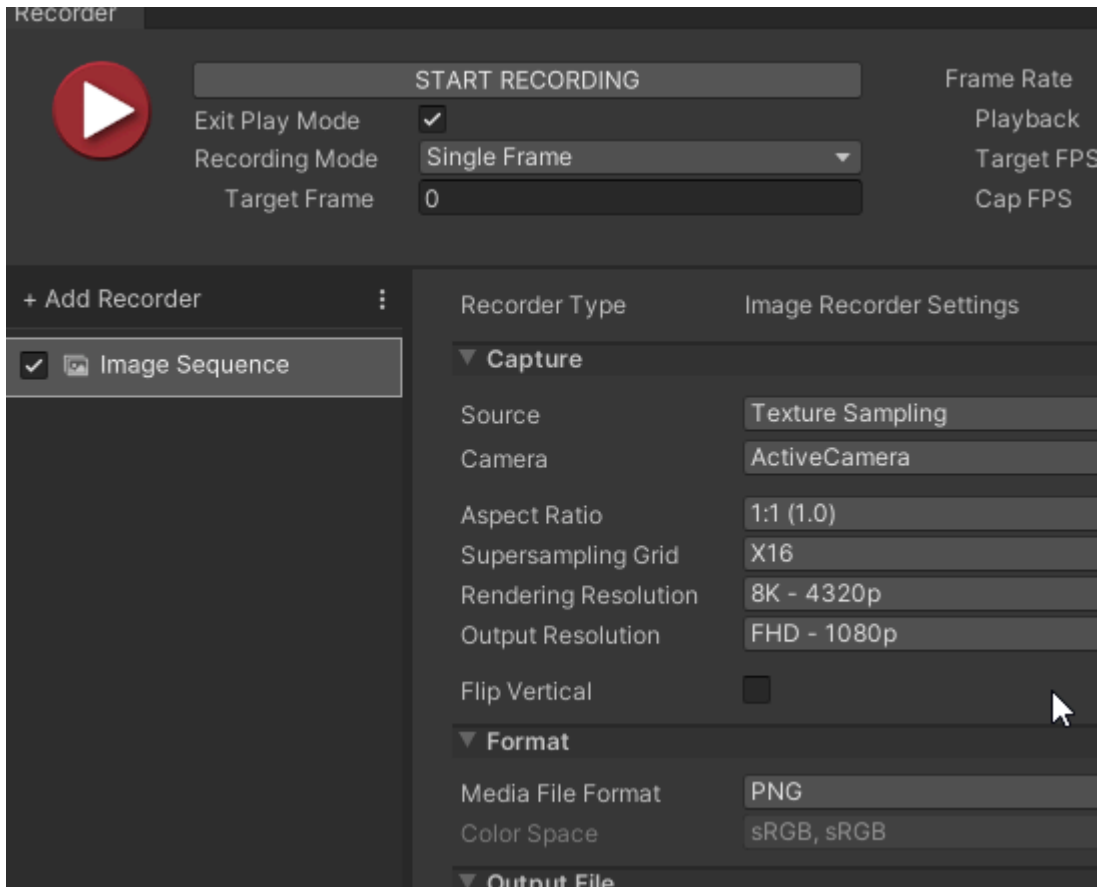 Recorder
START RECORDING
Exit Play Mode
Recording Mode Single Frame
Target Frame 0
Frame Rate
Playback
Target FPS
Cap FPS
+ Add Recorder
Image Sequence
Recorder Type Image Recorder Settings
Capture
Source Texture Sampling
Camera ActiveCamera
Aspect Ratio 1:1 (1.0)
Supersampling Grid X16
Rendering Resolution 8K - 4320p
Output Resolution FHD - 1080p
Flip Vertical
Format
Media File Format PNG
Color Space sRGB, sRGB
Output File